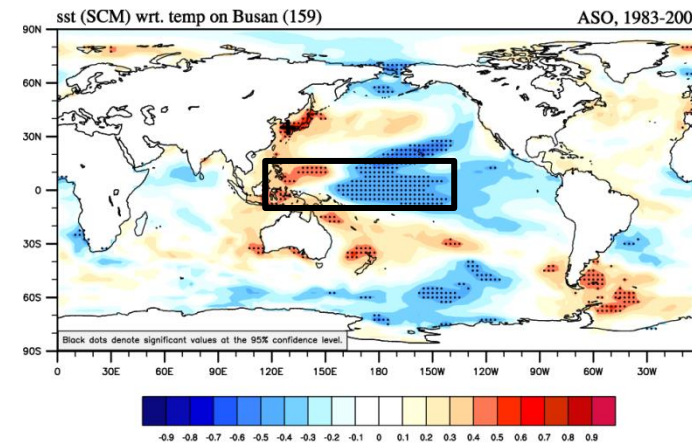 sst (SCM) wrt. temp on Busan (159) ASO, 1983-200
90N
60N
30N
0
30S
60S
90S
Black dots denote significant values at the 95% confidence level.
0 30E 60E 90E 120E 150E 180 150W 120W 90W 60W 30W
-0.9 -0.8 -0.7 -0.6 -0.5 -0.4 -0.3 -0.2 -0.1 0 0.1 0.2 0.3 0.4 0.5 0.6 0.7 0.8 0.9